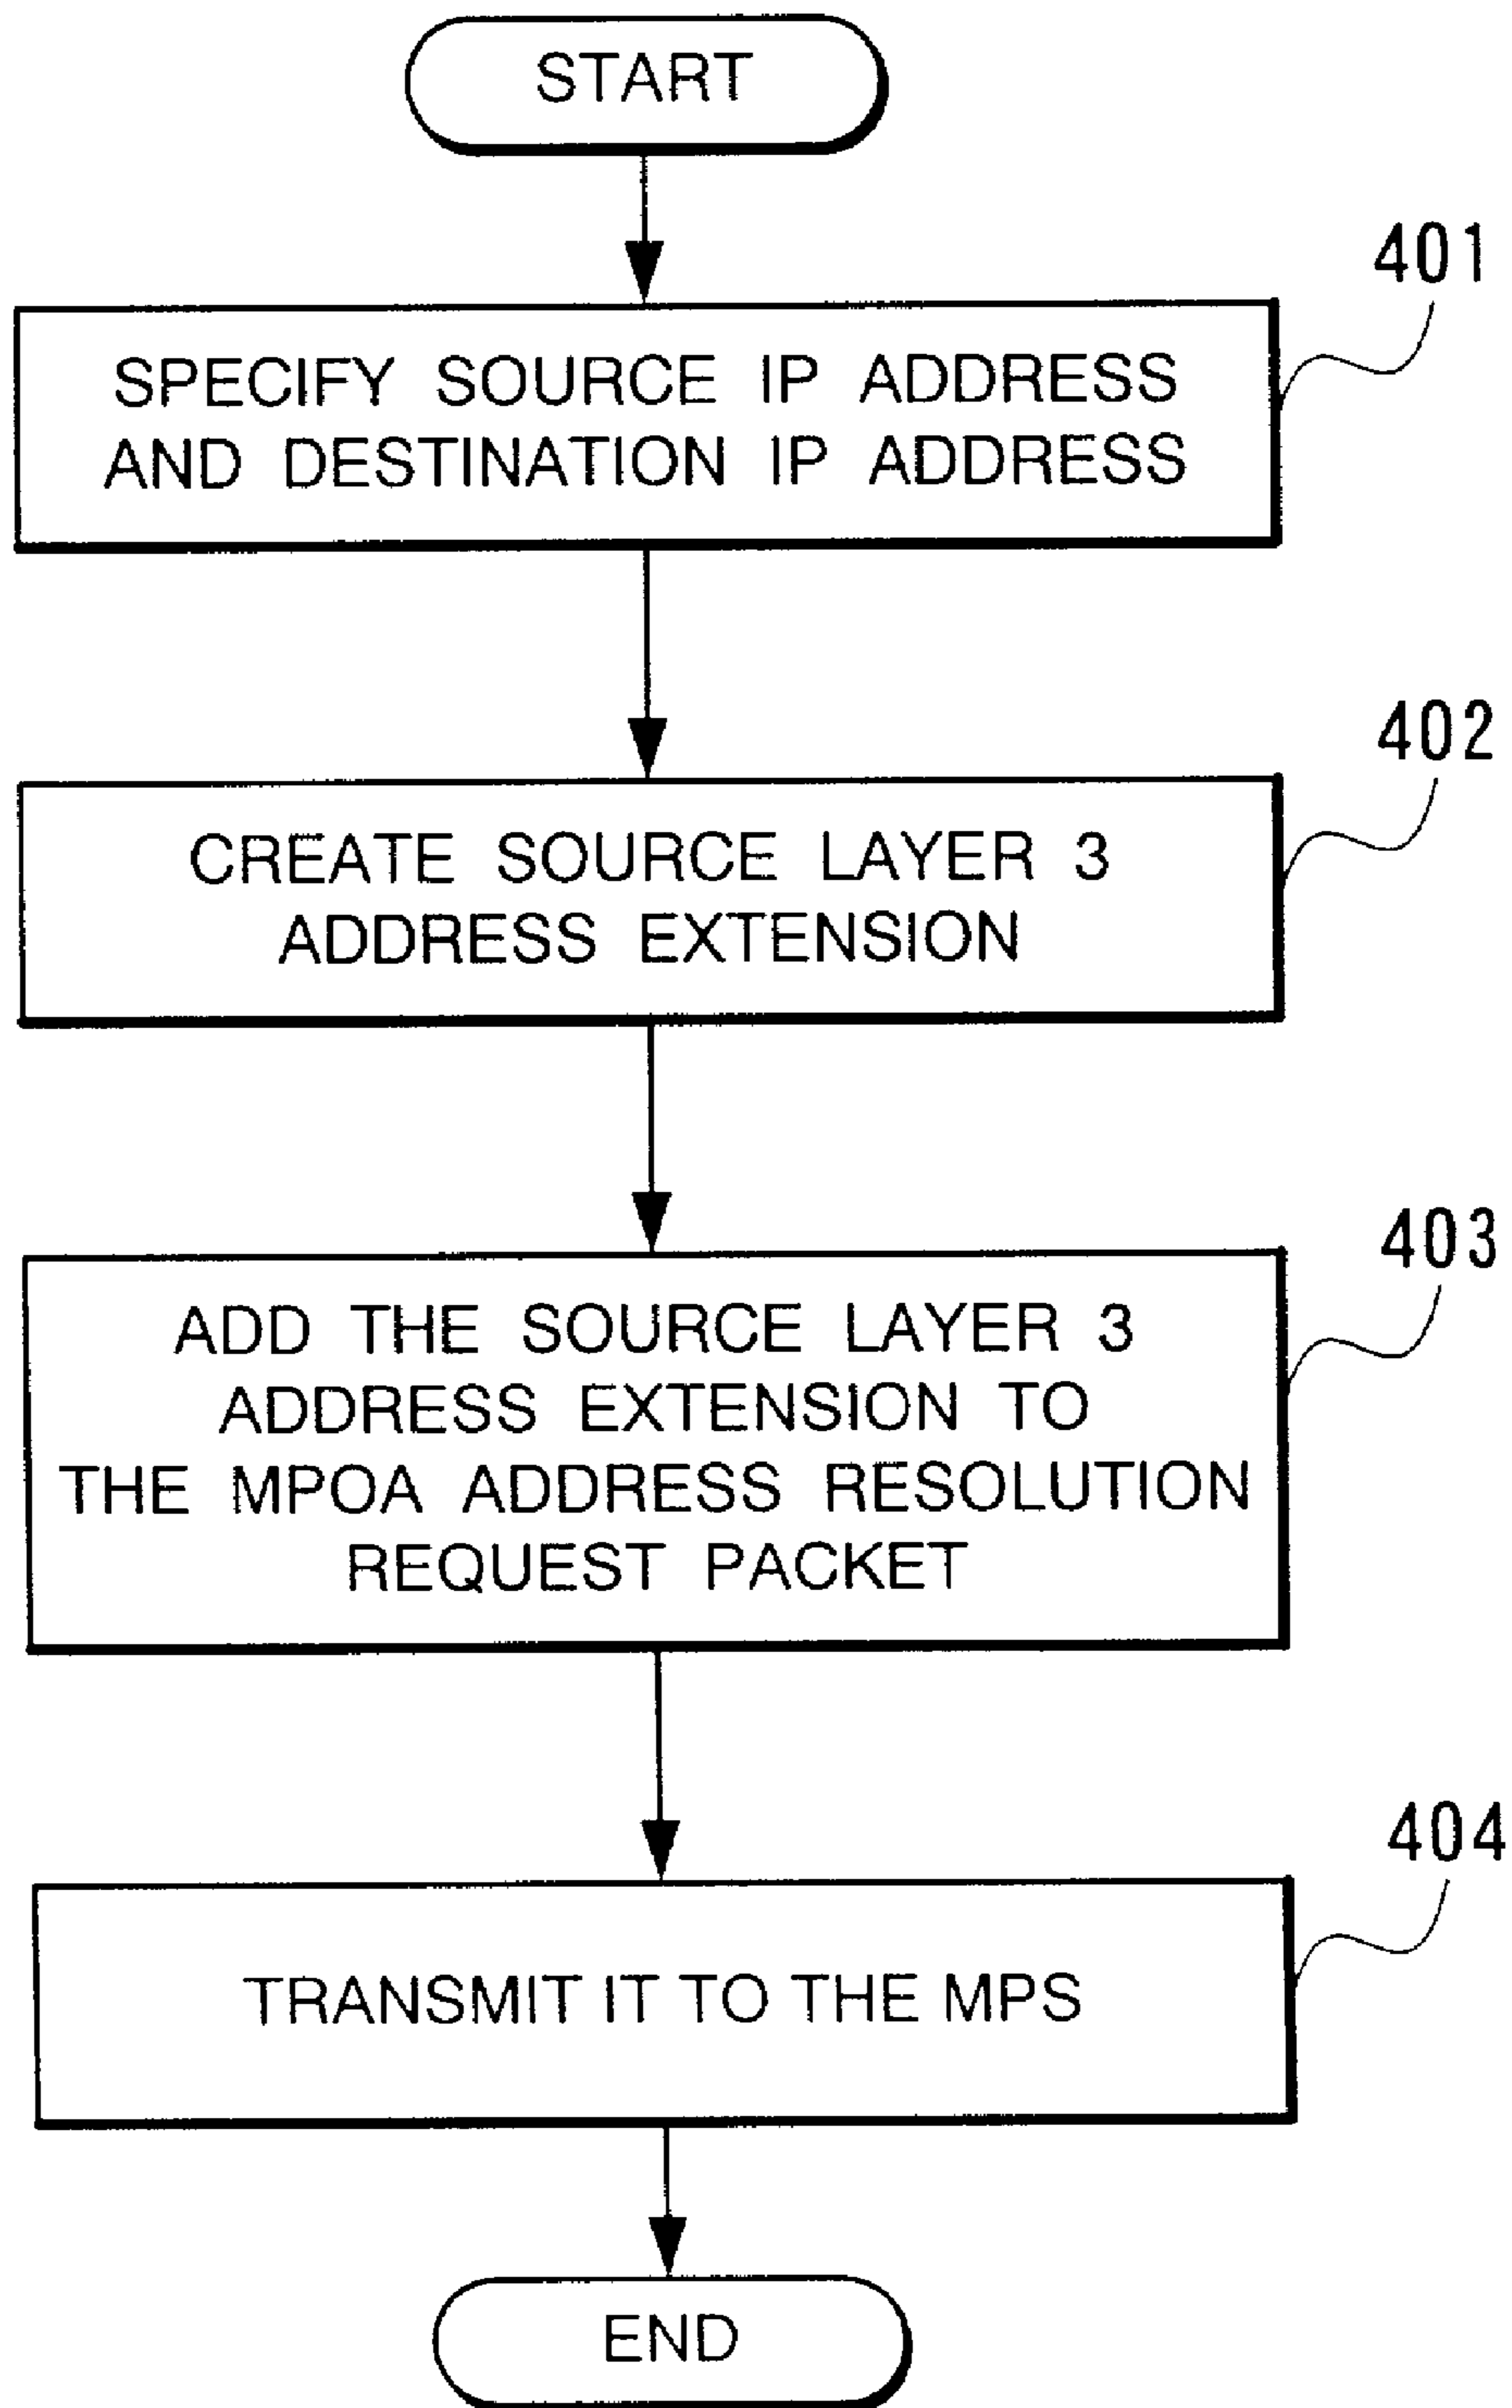 START
401
SPECIFY SOURCE IP ADDRESS
AND DESTINATION IP ADDRESS
402
CREATE SOURCE LAYER 3
ADDRESS EXTENSION
403
ADD THE SOURCE LAYER 3
ADDRESS EXTENSION TO
THE MPOA ADDRESS RESOLUTION
REQUEST PACKET
404
TRANSMIT IT TO THE MPS
END